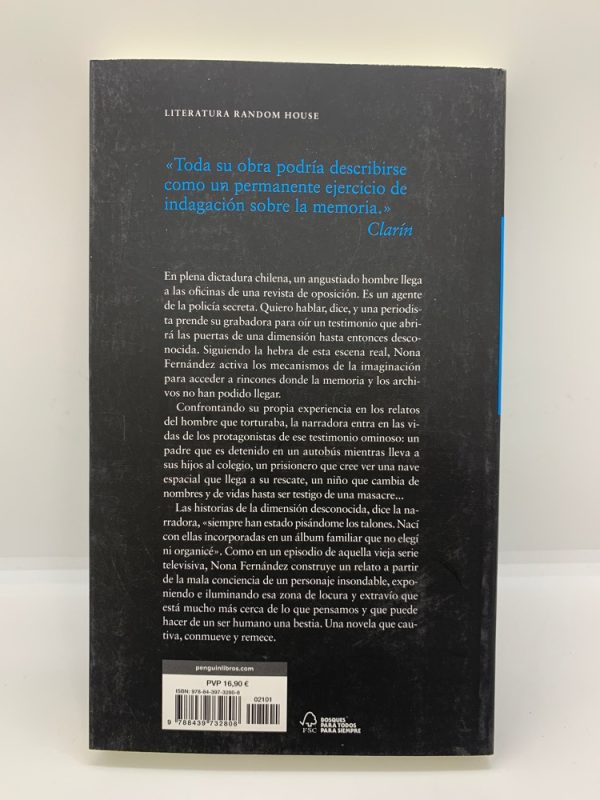 LITERATURA RANDOM HOUSE
«Toda su obra podría describirse
como un permanente ejercicio de
indagación sobre la memoria.»
Clarín
En plena dictadura chilena, un angustiado hombre llega
a las oficinas de una revista de oposición. Es un agente
de la policía secreta. Quiero hablar, dice, y una periodis-
ta prende su grabadora para oír un testimonio que abri-
rá las puertas de una dimensión hasta entonces desco-
nocida. Siguiendo la hebra de esta escena real, Nona
Fernández activa los mecanismos de la imaginación
para acceder a rincones donde la memoria y los archi-
vos no han podido llegar.
Confrontando su propia experiencia en los relatos
del hombre que torturaba, la narradora entra en las vi-
das de los protagonistas de ese testimonio ominoso: un
padre que es detenido en un autobús mientras lleva a
sus hijos al colegio, un prisionero que cree ver una nave
espacial que llega a su rescate, un niño que cambia de
nombres y de vidas hasta ser testigo de una masacre...
Las historias de la dimensión desconocida, dice la na-
rradora, «siempre han estado pisándome los talones. Nací
con ellas incorporadas en un álbum familiar que no elegí
ni organicé». Como en un episodio de aquella vieja serie
televisiva, Nona Fernández construye un relato a partir
de la mala conciencia de un personaje insondable, expo-
niendo e iluminando esa zona de locura y extravío que
está mucho más cerca de lo que pensamos y que puede
hacer de un ser humano una bestia. Una novela que cau-
tiva, conmueve y remece.
penguinlibros.com
PVP 16,90 €
ISBN: 978-84-397-3280-8
02101
9 788439 732808
FSC
BOSQUES
PARA TODOS
PARA SIEMPRE